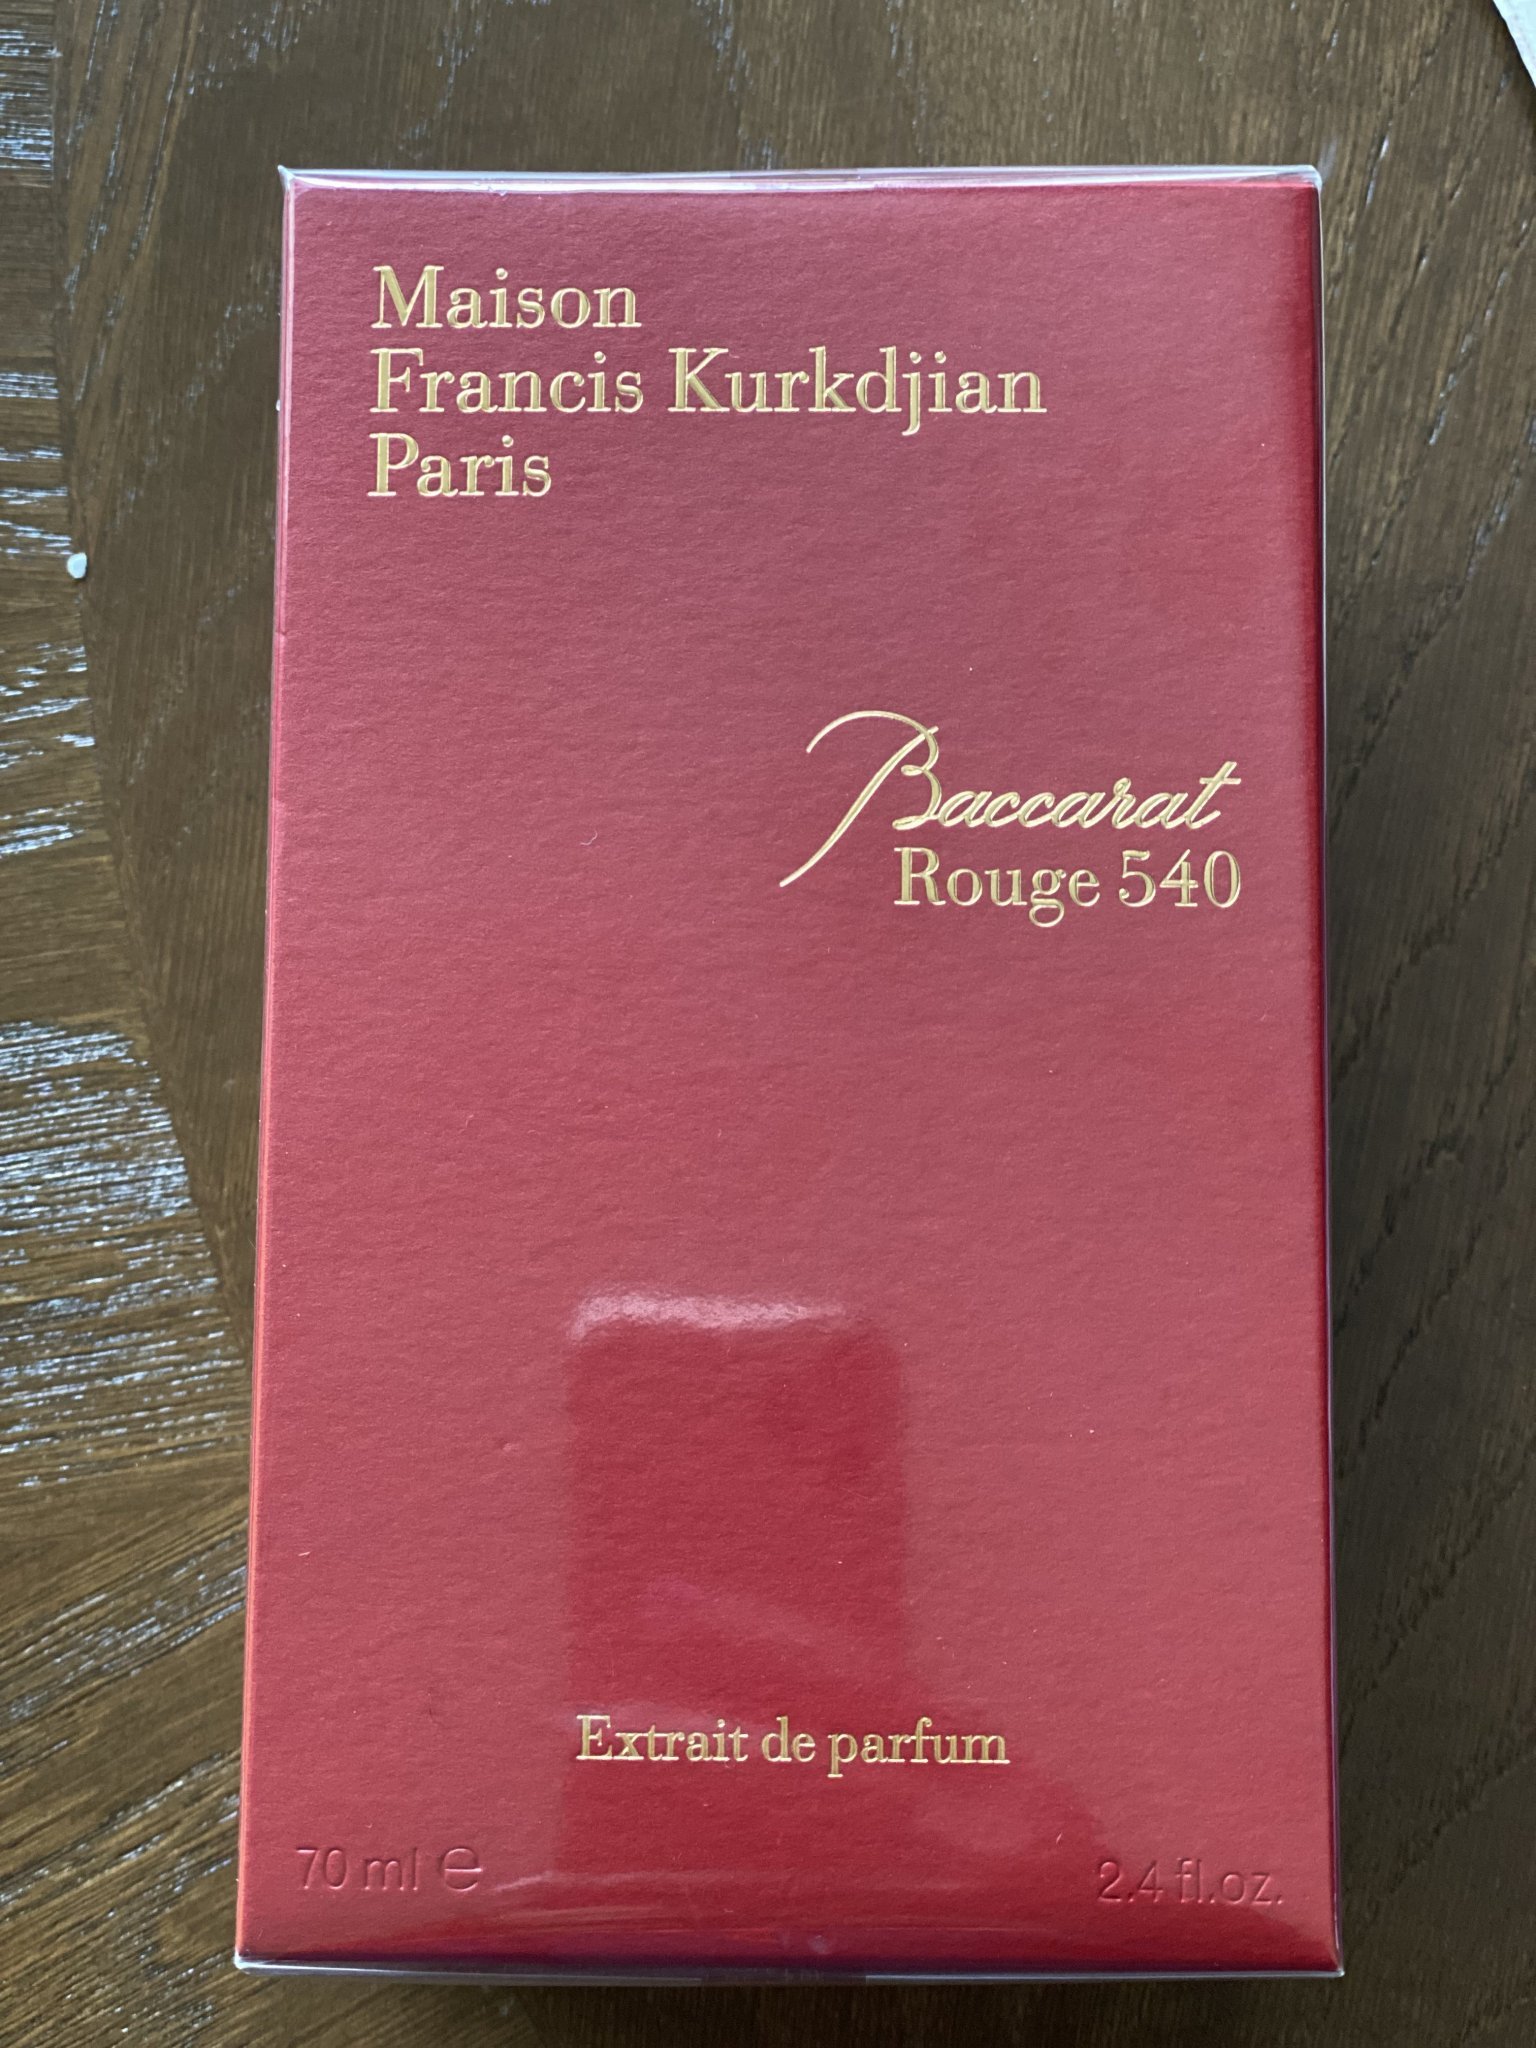 Maison
Francis Kurkdjian
Paris
Baccarat
Rouge 540
Extrait de parfum
70 ml ℮
2.4 fl.oz.